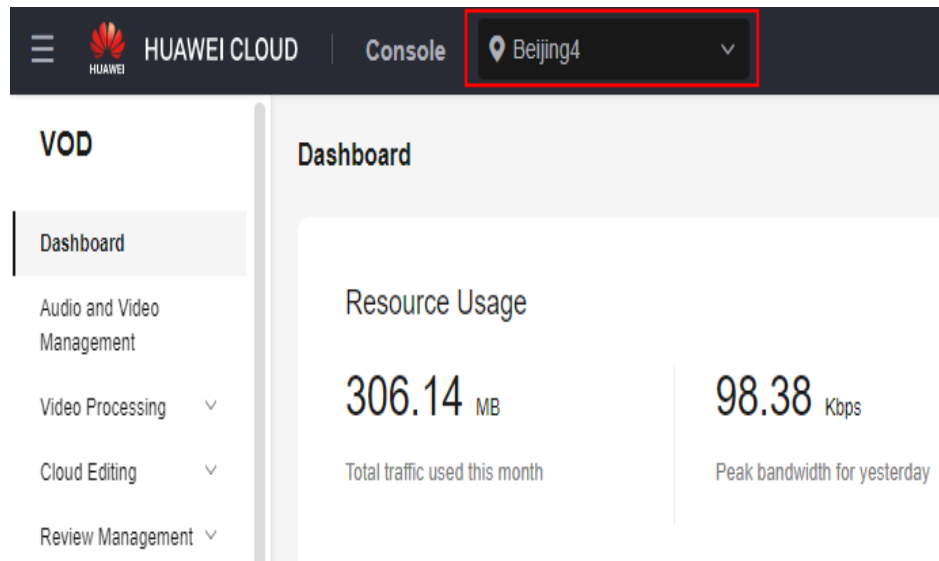 HUAWEI
HUAWEI CLOUD
Console
Beijing4
VOD
Dashboard
Audio and Video
Management
Video Processing
Cloud Editing
Review Management
Dashboard
Resource Usage
306.14 MB
Total traffic used this month
98.38 Kbps
Peak bandwidth for yesterday